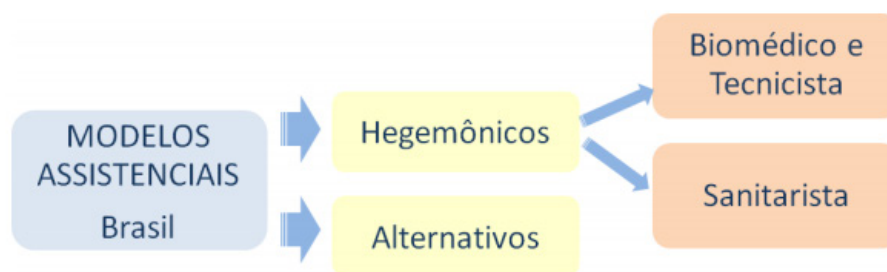 MODELOS
ASSISTENCIAIS
Brasil
Hegemônicos
Alternativos
Biomédico e
Tecnicista
Sanitarista